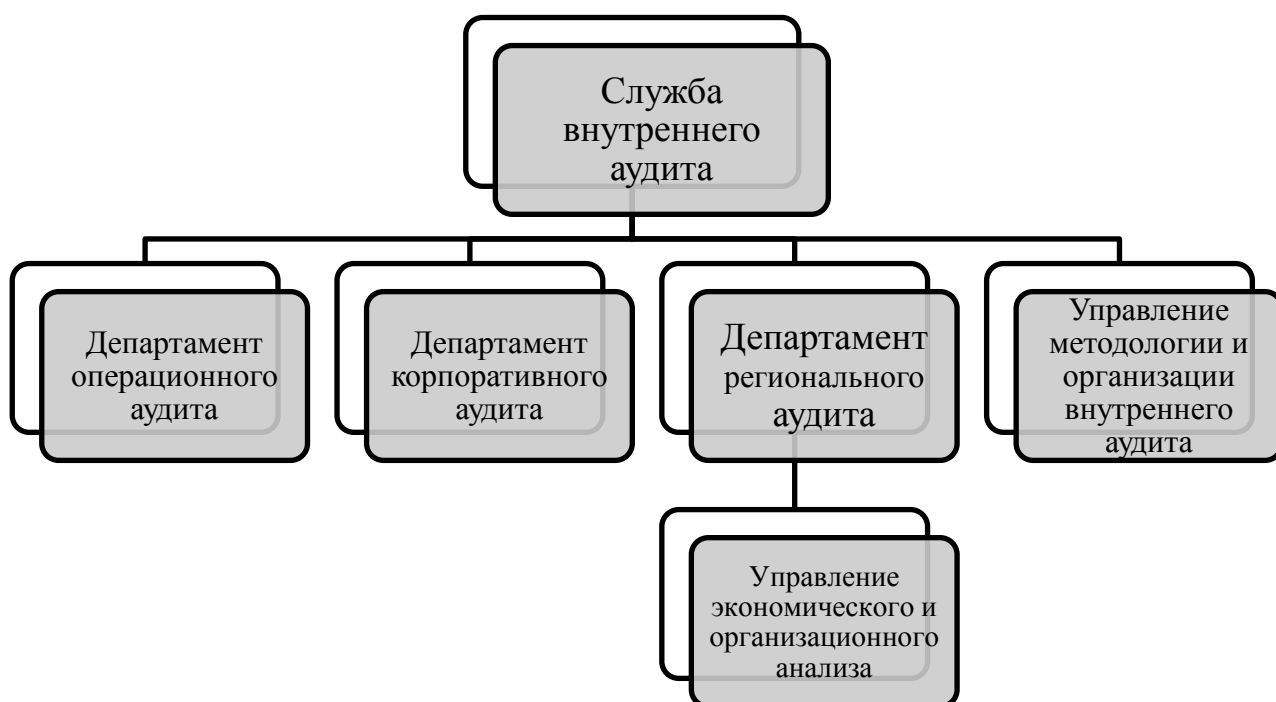 Служба
внутреннего
аудита
Департамент
операционного
аудита
Департамент
корпоративного
аудита
Департамент
регионального
аудита
Управление
методологии и
организации
внутреннего
аудита
Управление
экономического и
организационного
анализа